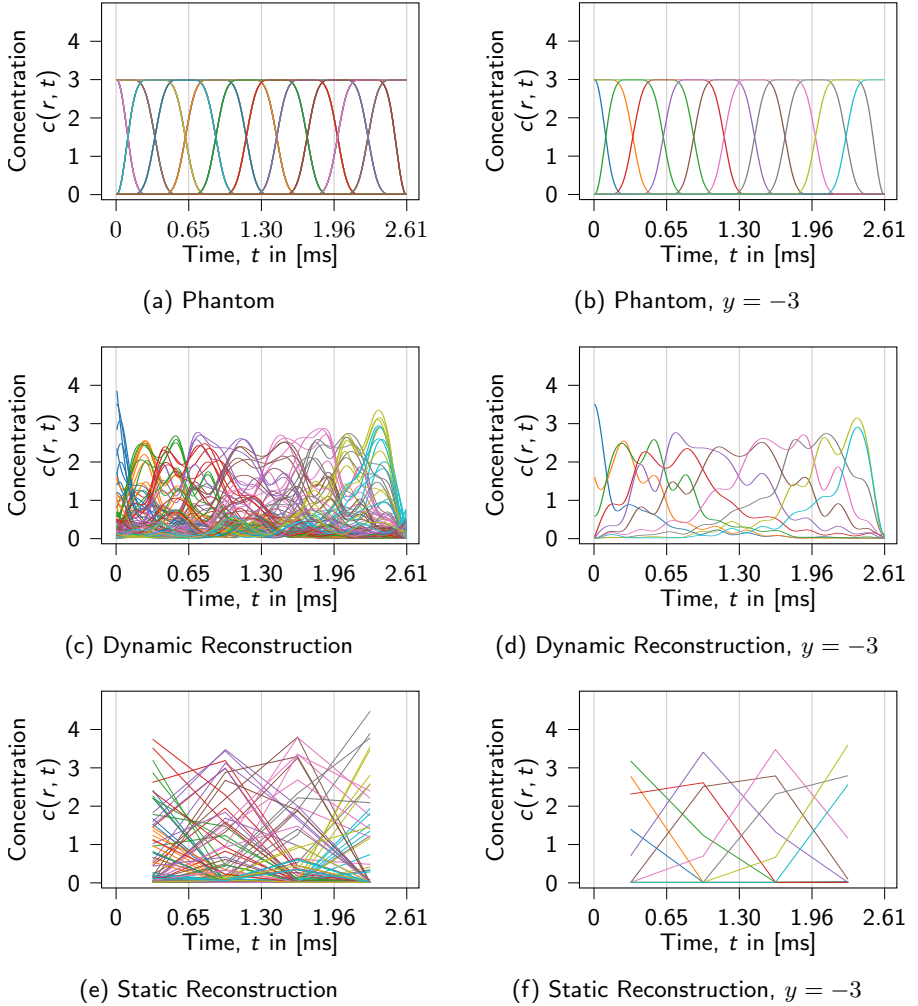 Concentration
c(r, t)
4
3
2
1
0
0 0.65 1.30 1.96 2.61
Time, t in [ms]
(a) Phantom
Concentration
c(r, t)
4
3
2
1
0
0 0.65 1.30 1.96 2.61
Time, t in [ms]
(b) Phantom, y = −3
Concentration
c(r, t)
4
3
2
1
0
0 0.65 1.30 1.96 2.61
Time, t in [ms]
(c) Dynamic Reconstruction
Concentration
c(r, t)
4
3
2
1
0
0 0.65 1.30 1.96 2.61
Time, t in [ms]
(d) Dynamic Reconstruction, y = −3
Concentration
c(r, t)
4
3
2
1
0
0 0.65 1.30 1.96 2.61
Time, t in [ms]
(e) Static Reconstruction
Concentration
c(r, t)
4
3
2
1
0
0 0.65 1.30 1.96 2.61
Time, t in [ms]
(f) Static Reconstruction, y = −3